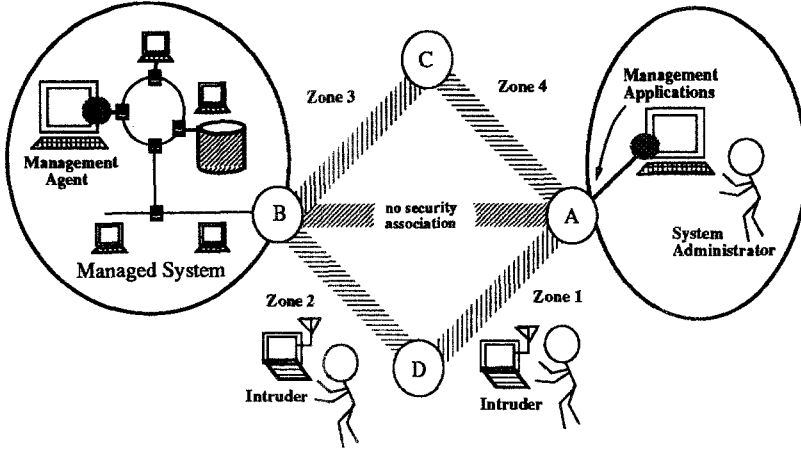 C
Zone 3
Zone 4
Management
Applications
Management
Agent
B
no security
association
A
System
Administrator
Managed System
Zone 2
Zone 1
D
Intruder
Intruder